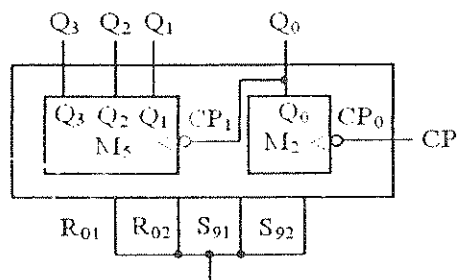 Q₃ Q₂ Q₁ Q₀
Q₃ Q₂ Q₁ CP₁ Q₀ CP₀
M₅ M₂ CP
R₀₁ R₀₂ S₉₁ S₉₂